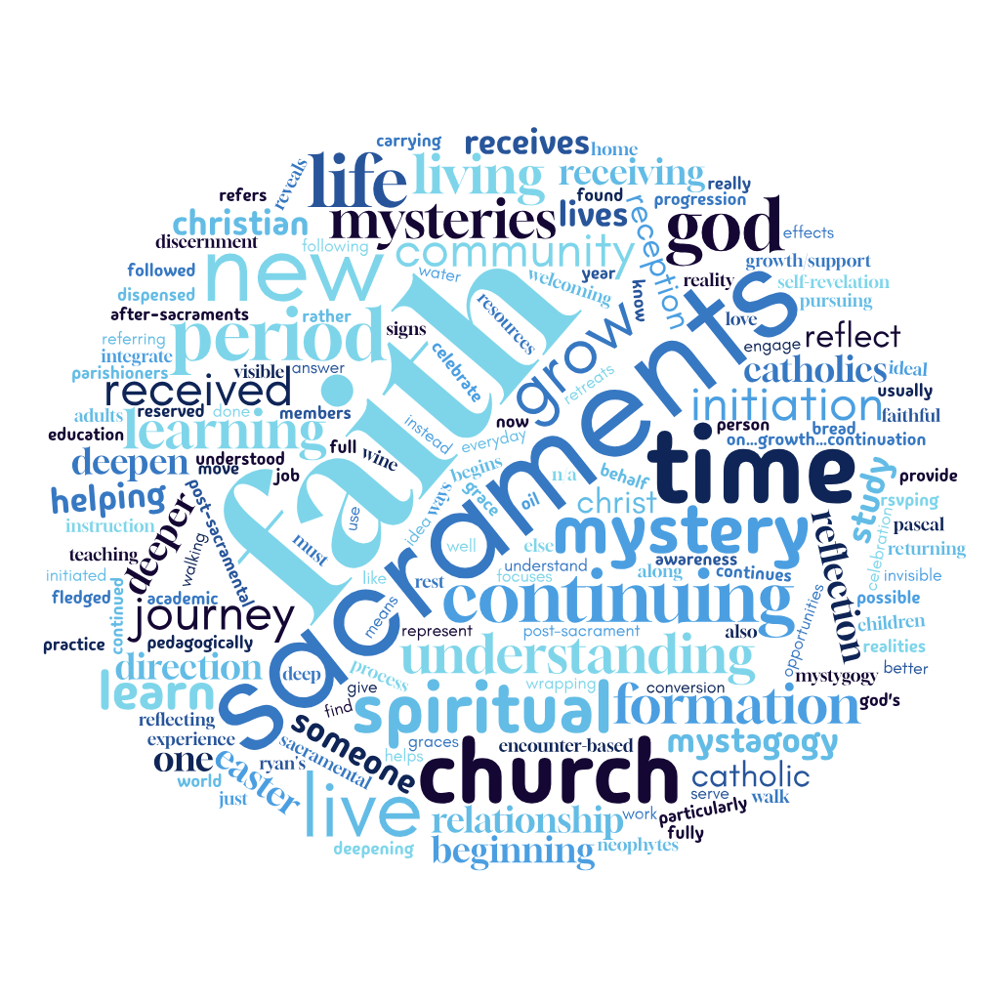 carrying
receives
home
life
living
receiving
really
reveals
refers
found
progression
christian
mysteries
lives
reception
god
effects
discernment
following
community
growth/support
followed
new
water
welcoming
year
know
reality
self-revelation
dispensed
pursuing
after-sacraments
rather
period
signs
resources
faith
grow
sacraments
love
referring
integrate
engage
reflect
parishioners
visible
answer
celebrate
retreats
catholics
ideal
received
usually
adults
reserved
done
members
initiation
faithful
education
learning
instead
now
person
bread
everyday
on...growth...continuation
deepen
understood
full
wine
time
move
job
begins
n a
behalf
provide
helping
post-sacramental
ways
grace
oil
christ
study
rsvping
instruction
deeper
use
idea
mystery
reflection
celebration
pascal
teaching
walking
must
well
else
awareness
returning
initiated
like
understand
along
continues
invisible
fledged
continued
academic
rest
focuses
continuing
possible
journey
means
children
practice
pedagogically
represent
post-sacrament
also
opportunities
realities
direction
deep
process
understanding
better
mystygogy
learn
give
wrapping
conversion
find
spiritual
formation
god's
reflecting
someone
experience
sacramental
graces
encounter-based
mystagogy
one
easter
ryan's
helps
church
world
catholic
just
live
serve
walk
relationship
work
particularly
fully
deepening
beginning
neophytes